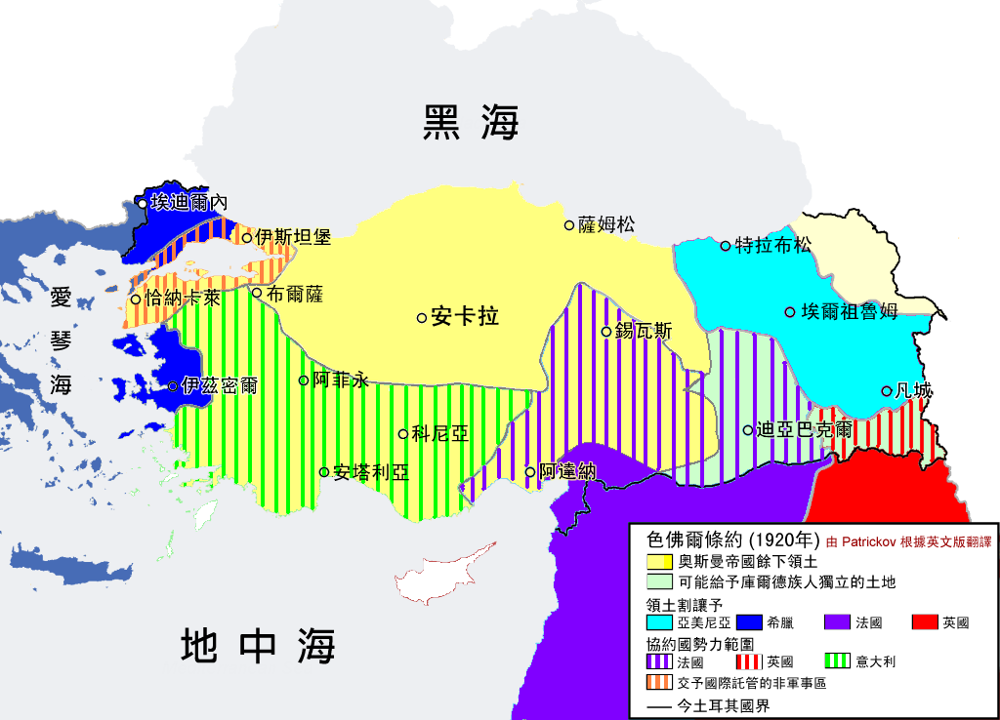 黑海
埃迪爾內
伊斯坦堡
薩姆松
特拉布松
愛琴海
恰納卡萊
布爾薩
安卡拉
錫瓦斯
埃爾祖魯姆
伊茲密爾
阿菲永
凡城
科尼亞
迪亞巴克爾
安塔利亞
阿達納
地中海
色佛爾條約 (1920年) 由 Patrickov 根據英文版翻譯
奧斯曼帝國餘下領土
可能給予庫爾德族人獨立的土地
領土割讓予
亞美尼亞 希臘 法國 英國
協約國勢力範圍
法國 英國 意大利
交予國際託管的非軍事區
今土耳其國界